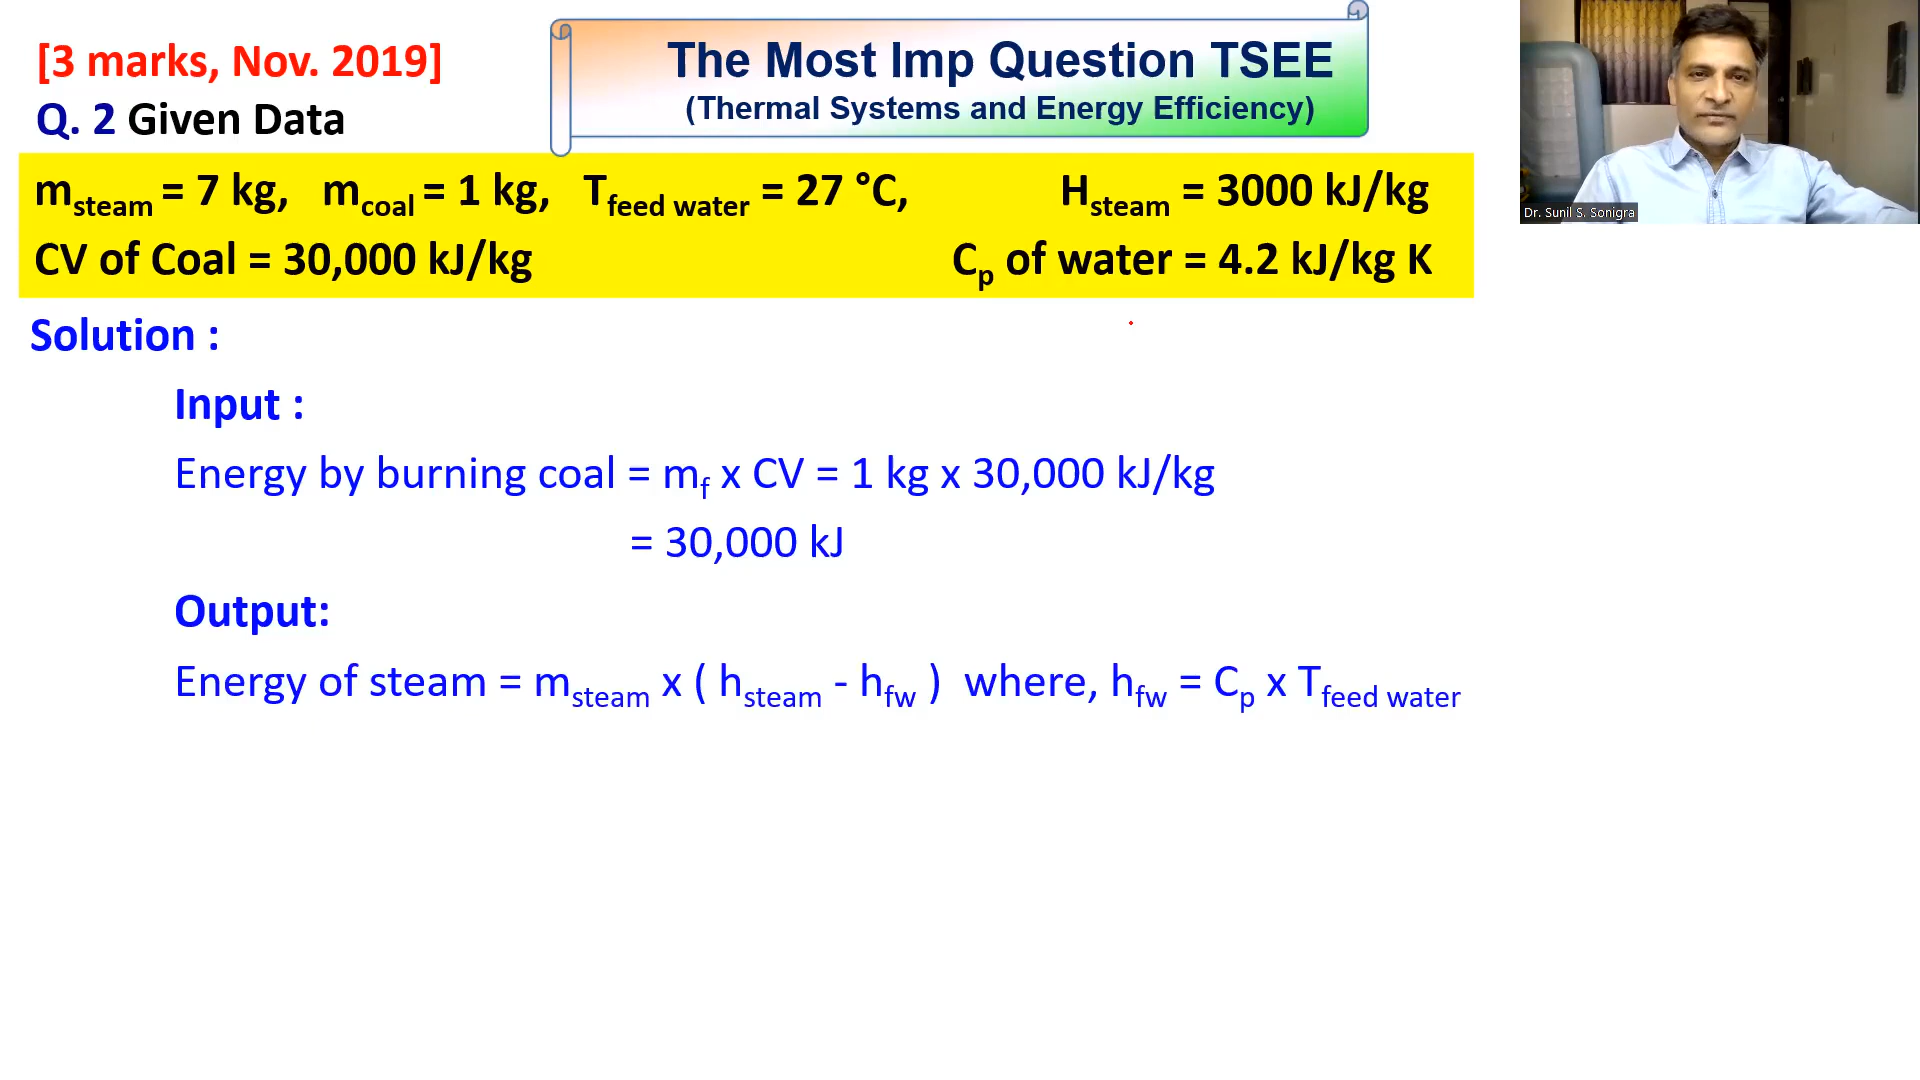 [3 marks, Nov. 2019]
Q. 2 Given Data
The Most Imp Question TSEE
(Thermal Systems and Energy Efficiency)
Dr. Sunil S. Sonigra
msteam = 7 kg, mcoal = 1 kg, Tfeed water = 27 °C, Hsteam = 3000 kJ/kg
CV of Coal = 30,000 kJ/kg Cp of water = 4.2 kJ/kg K
Solution :
Input :
Energy by burning coal = mf x CV = 1 kg x 30,000 kJ/kg
= 30,000 kJ
Output:
Energy of steam = msteam x ( hsteam - hfw ) where, hfw = Cp x Tfeed water